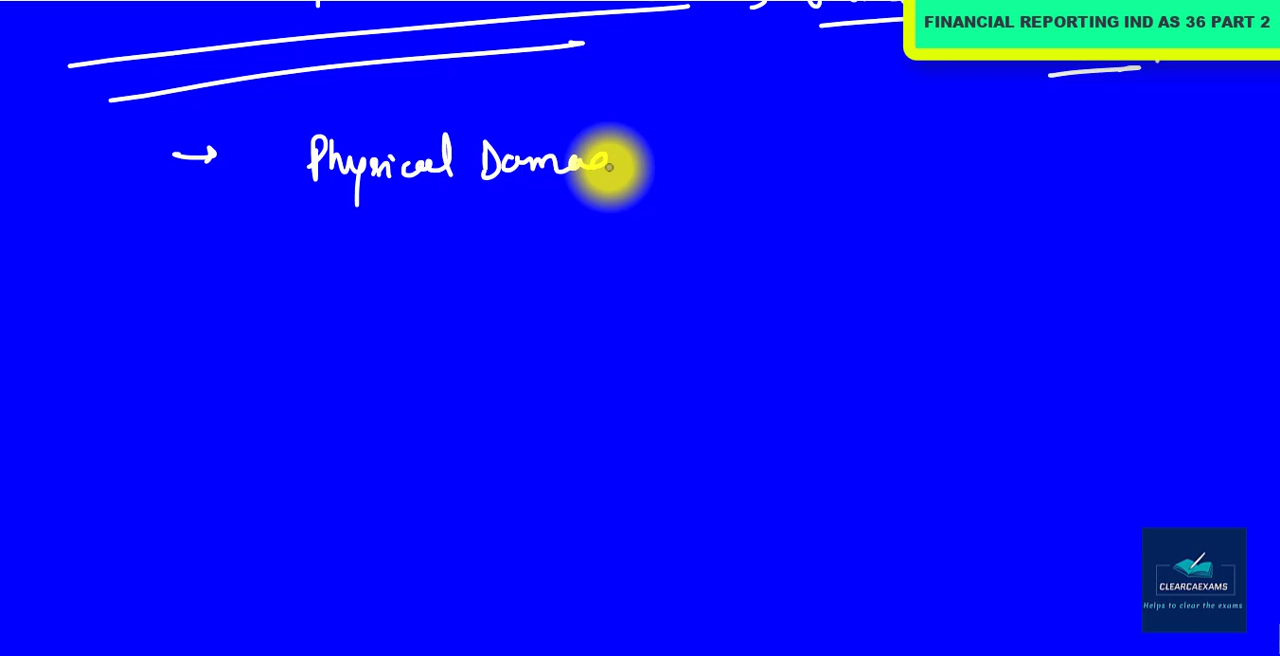 FINANCIAL REPORTING IND AS 36 PART 2
→ Physical Damag
CLEARCAEXAMS
Helps to clear the exams